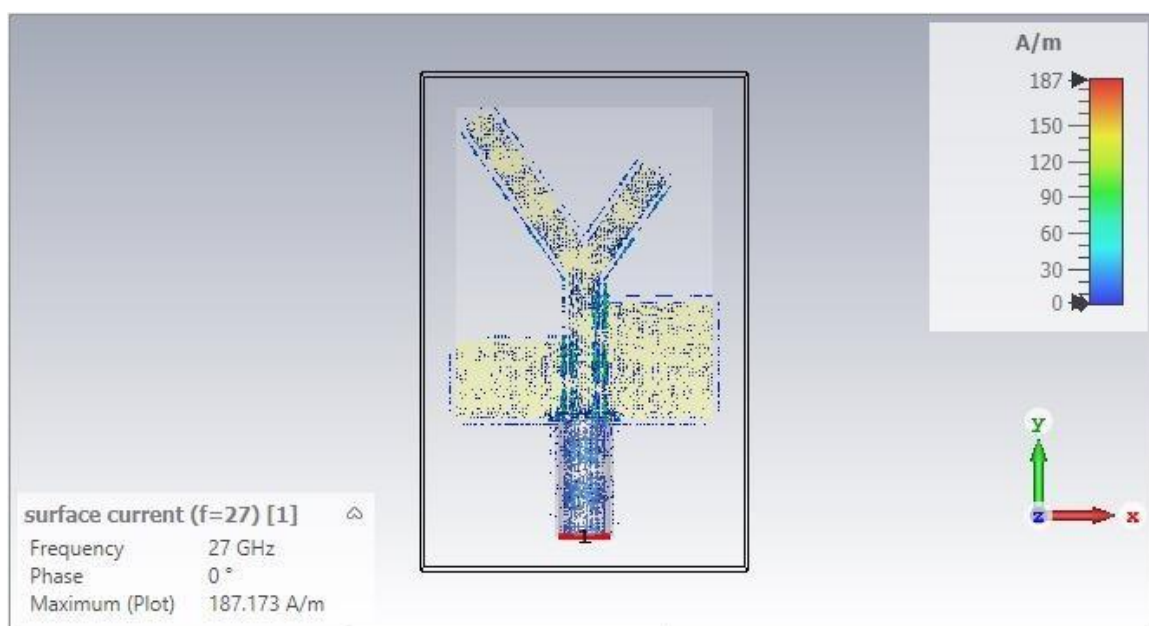 A/m
187
150
120
90
60
30
0
1
y
z x
surface current (f=27) [1]
Frequency 27 GHz
Phase 0 °
Maximum (Plot) 187.173 A/m